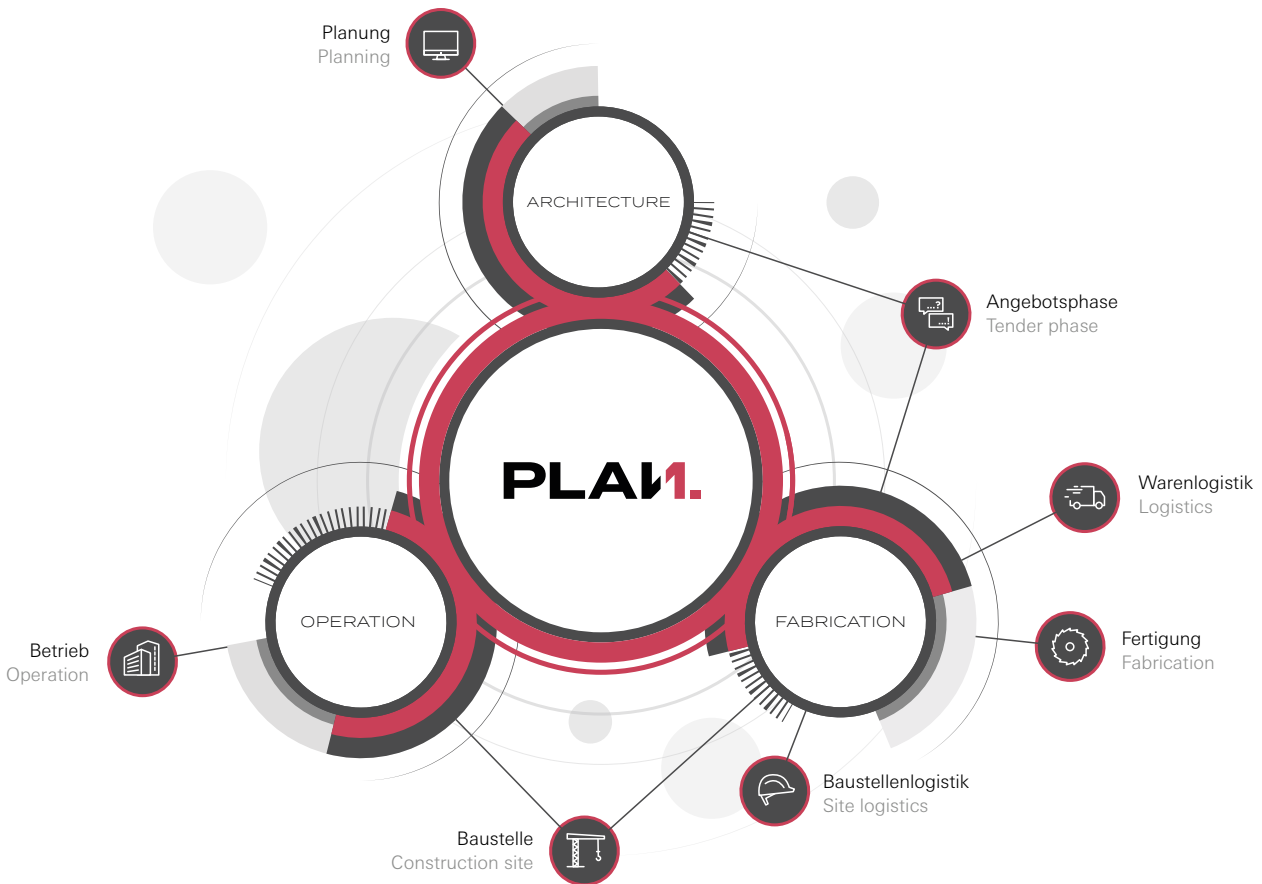 Planung
Planning
ARCHITECTURE
Angebotsphase
Tender phase
PLAN1.
Warenlogistik
Logistics
OPERATION
FABRICATION
Betrieb
Operation
Fertigung
Fabrication
Baustellenlogistik
Site logistics
Baustelle
Construction site
...?
...!